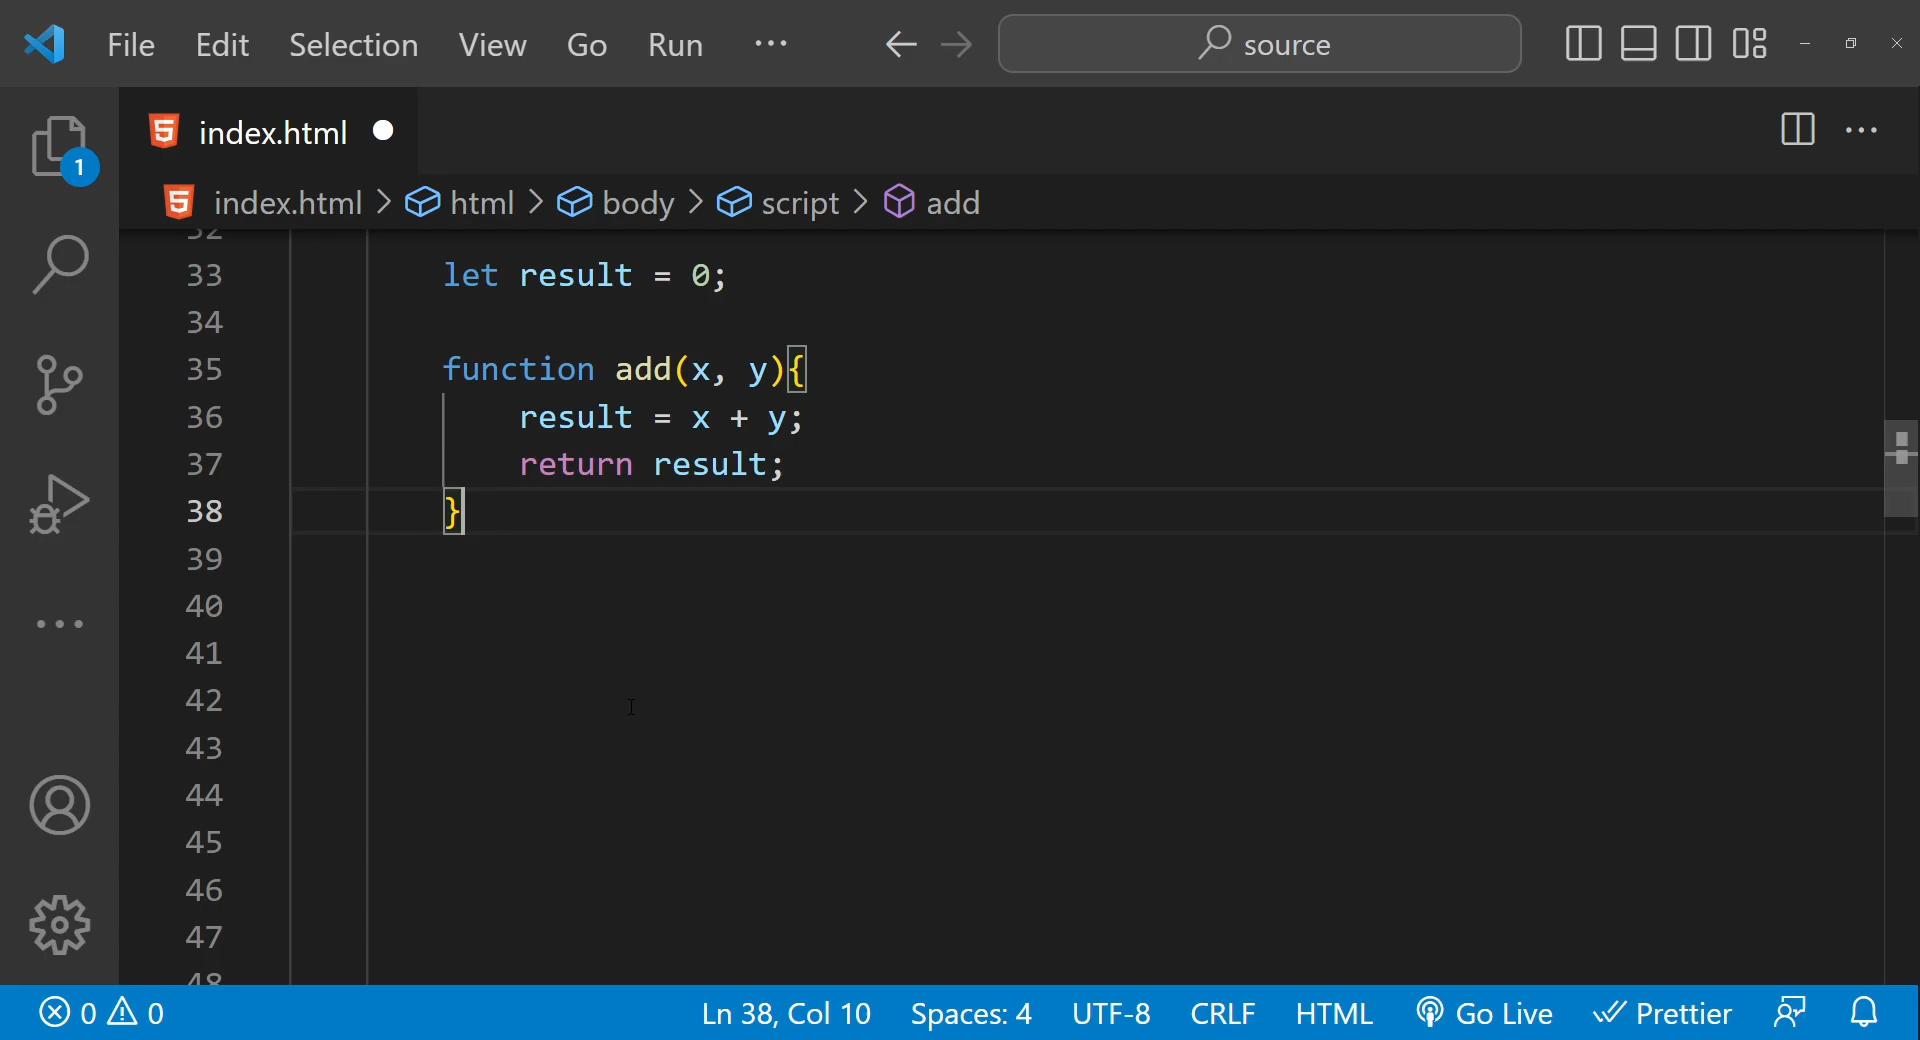 File Edit Selection View Go Run ··· source
index.html
index.html > html > body > script > add
1
32
33 let result = 0;
34
35 function add(x, y){
36 result = x + y;
37 return result;
38 }
39
40
41
42
43
44
45
46
47
48
0 0 Ln 38, Col 10 Spaces: 4 UTF-8 CRLF HTML Go Live Prettier